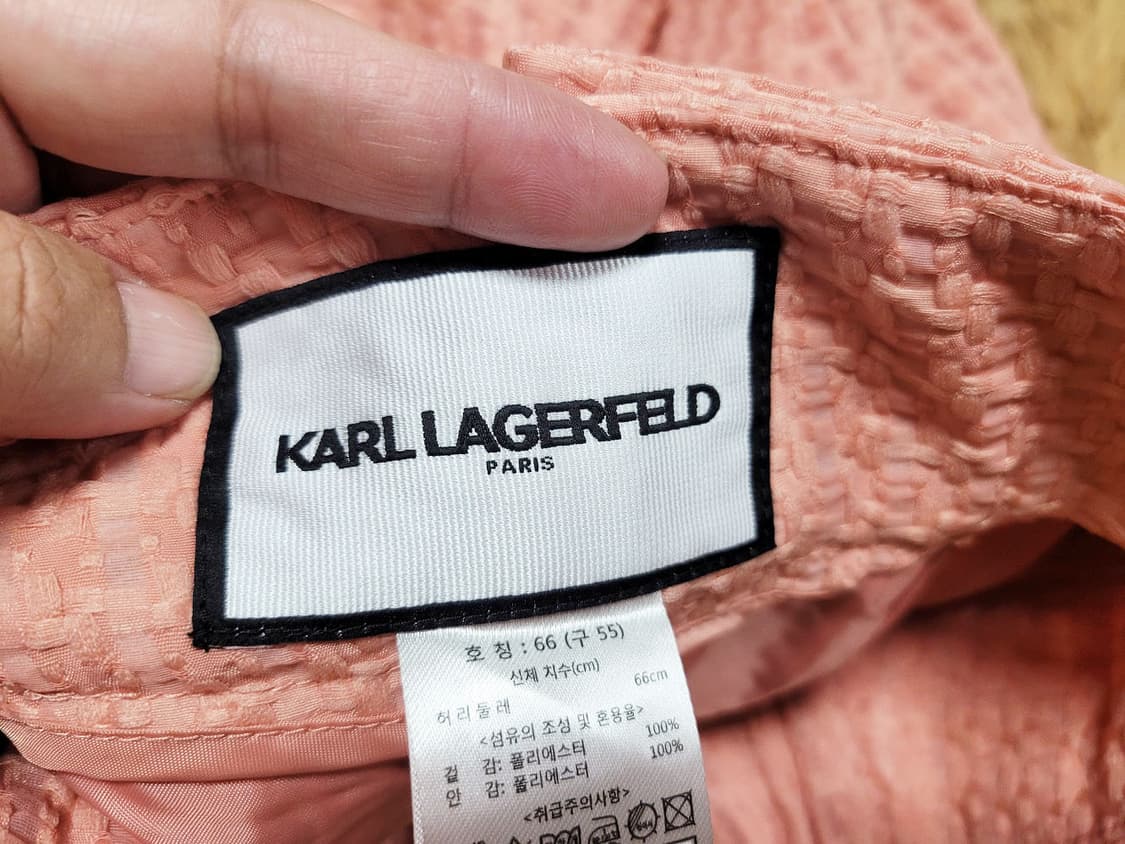 KARL LAGERFELD
PARIS
호 칭 : 66 (구 55)
신체 치수(cm)
허리둘레 66cm
<섬유의 조성 및 혼용율>
겉 감: 폴리에스터 100%
안 감: 폴리에스터 100%
<취급주의사항>